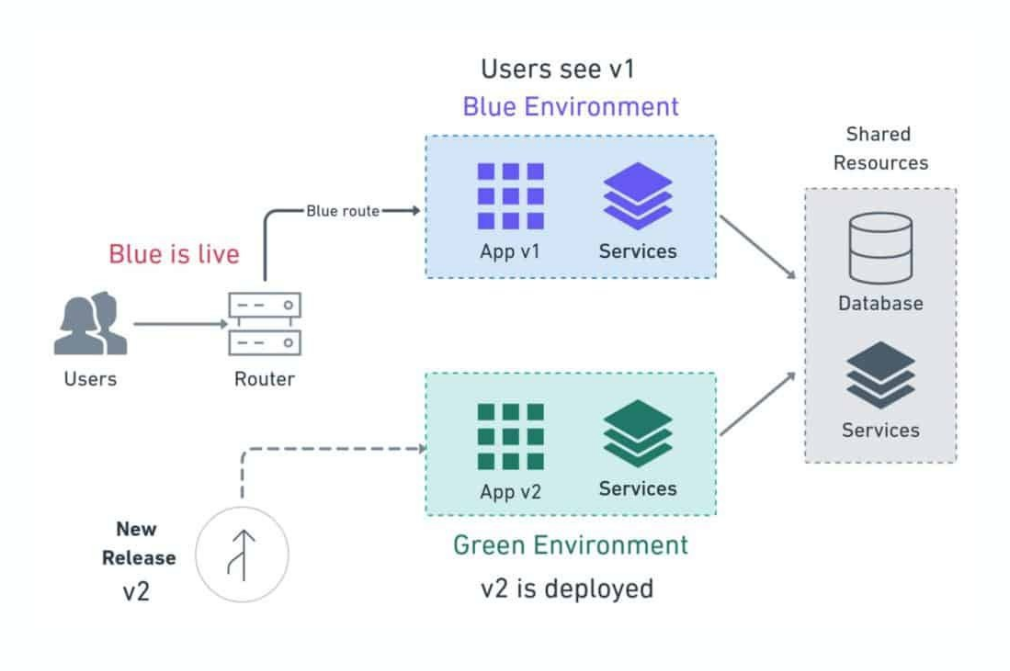 Users see v1
Blue Environment
Shared
Resources
Blue route
App v1
Services
Blue is live
Database
Users
Router
Services
App v2
Services
New
Release
v2
Green Environment
v2 is deployed